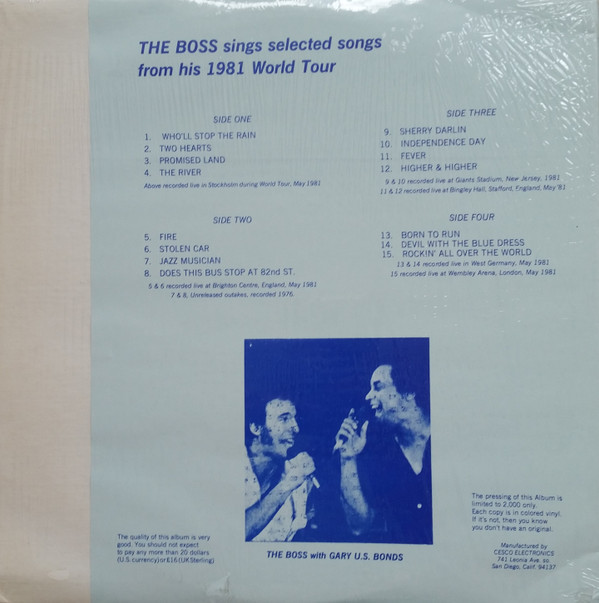 THE BOSS sings selected songs
from his 1981 World Tour
SIDE ONE
1. WHO'LL STOP THE RAIN
2. TWO HEARTS
3. PROMISED LAND
4. THE RIVER
Above recorded live in Stockholm during World Tour, May 1981
SIDE TWO
5. FIRE
6. STOLEN CAR
7. JAZZ MUSICIAN
8. DOES THIS BUS STOP AT 82nd ST.
5 & 6 recorded live at Brighton Centre, England, May 1981
7 & 8, Unreleased outakes, recorded 1976.
SIDE THREE
9. SHERRY DARLIN
10. INDEPENDENCE DAY
11. FEVER
12. HIGHER & HIGHER
9 & 10 recorded live at Giants Stadium, New Jersey, 1981
11 & 12 recorded live at Bingley Hall, Stafford, England, May '81
SIDE FOUR
13. BORN TO RUN
14. DEVIL WITH THE BLUE DRESS
15. ROCKIN' ALL OVER THE WORLD
13 & 14 recorded live in West Germany, May 1981
15 recorded live at Wembley Arena, London, May 1981
The quality of this album is very
good. You should not expect
to pay any more than 20 dollars
(U.S. currency) or £16 (UK Sterling)
THE BOSS with GARY U.S. BONDS
The pressing of this Album is
limited to 2,000 only.
Each copy is in colored vinyl.
If it's not, then you know
you don't have an original.
Manufactured by
CESCO ELECTRONICS
741 Leonia Ave. so.
San Diego, Calif. 94137